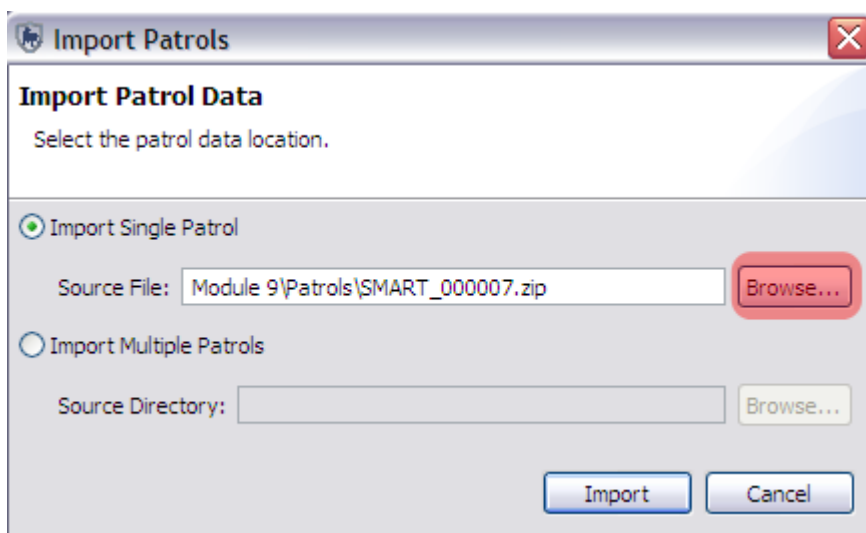 Import Patrols
Import Patrol Data
Select the patrol data location.
Import Single Patrol
Source File: Module 9\Patrols\SMART_000007.zip Browse...
Import Multiple Patrols
Source Directory: Browse...
Import Cancel